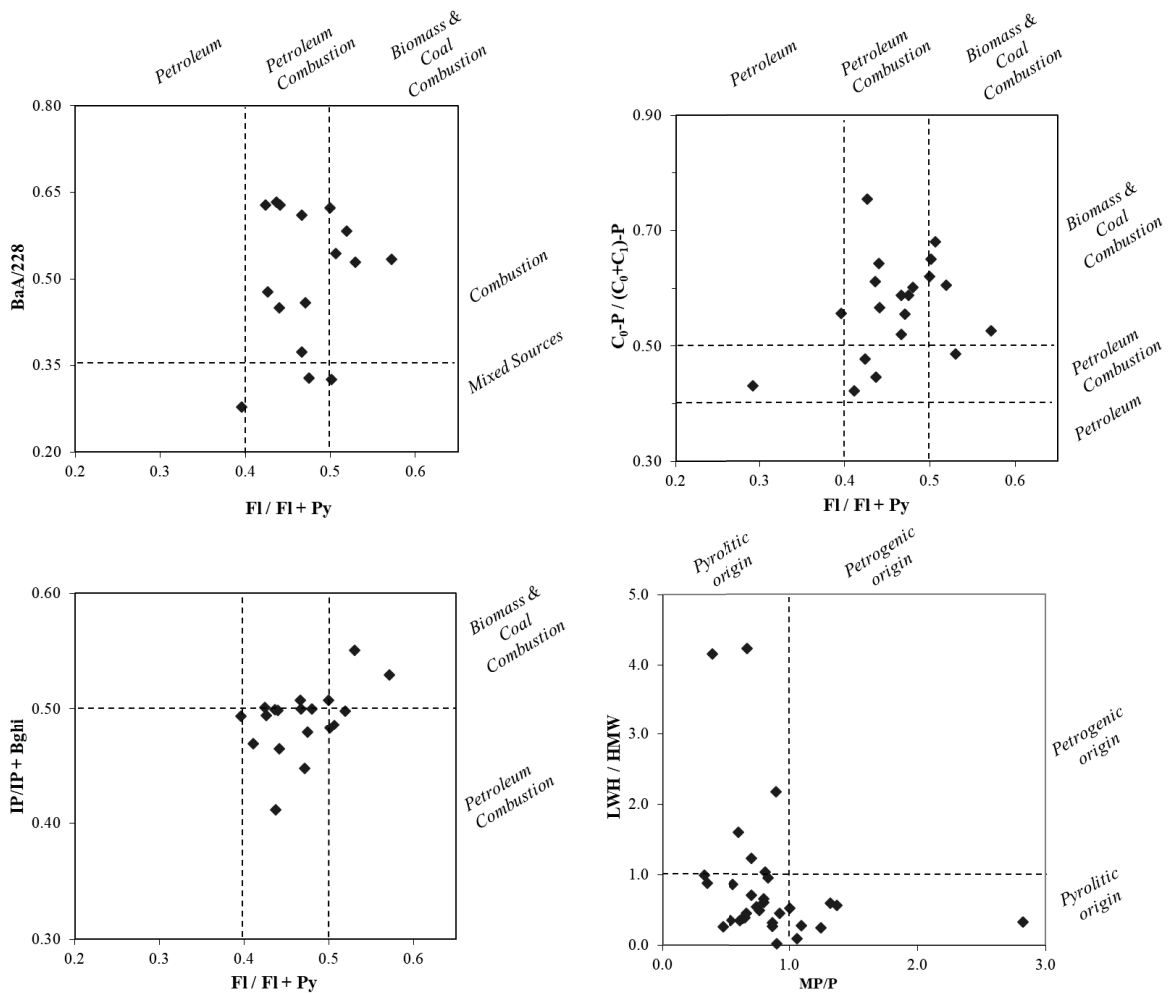 Petroleum
Petroleum
Combustion
Biomass &
Coal
Combustion
0.80
0.65
0.50
0.35
0.20
BaA/228
Combustion
Mixed Sources
0.2
0.3
0.4
0.5
0.6
Fl / Fl + Py
Petroleum
Petroleum
Combustion
Biomass &
Coal
Combustion
0.90
0.70
0.50
0.30
C₀-P / (C₀+C₁)-P
Biomass &
Coal
Combustion
Petroleum
Combustion
Petroleum
0.2
0.3
0.4
0.5
0.6
Fl / Fl + Py
0.60
0.50
0.40
0.30
IP/IP + Bghi
Biomass &
Coal
Combustion
Petroleum
Combustion
0.2
0.3
0.4
0.5
0.6
Fl / Fl + Py
Pyrolitic
origin
Petrogenic
origin
5.0
4.0
3.0
2.0
1.0
0.0
LWH / HMW
Petrogenic
origin
Pyrolitic
origin
0.0
1.0
2.0
3.0
MP/P